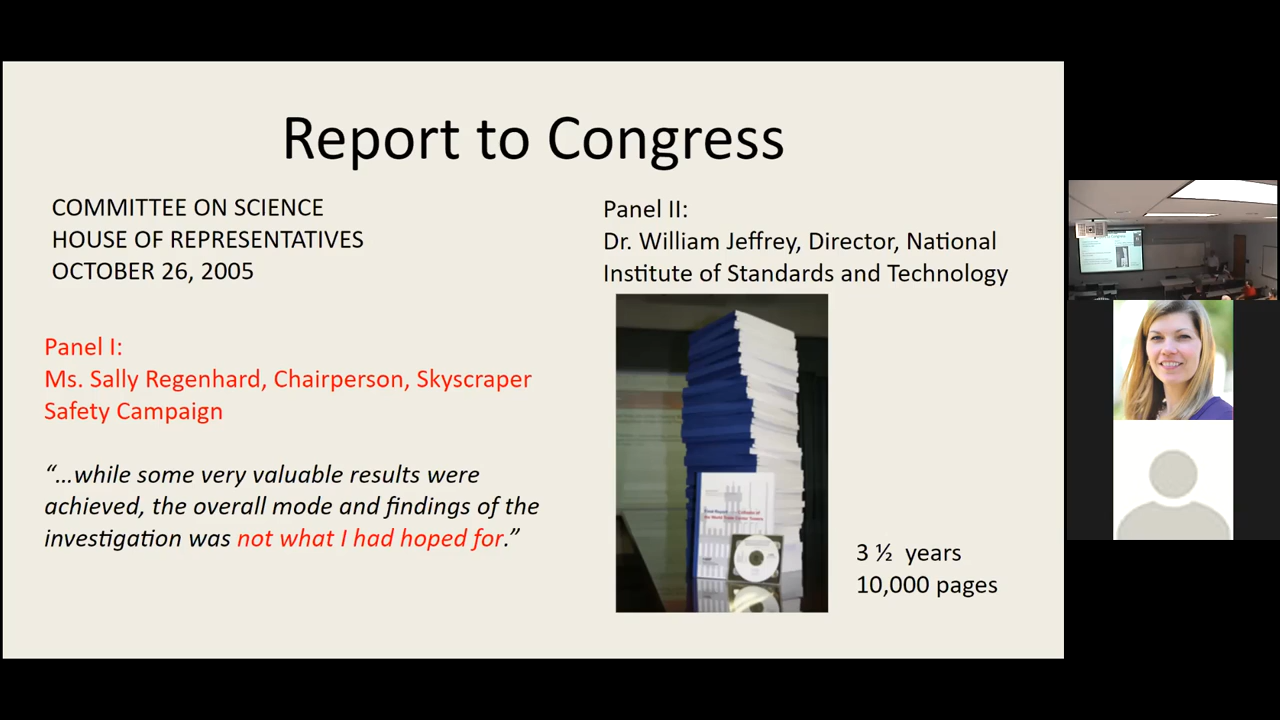 Report to Congress
COMMITTEE ON SCIENCE
HOUSE OF REPRESENTATIVES
OCTOBER 26, 2005
Panel I:
Ms. Sally Regenhard, Chairperson, Skyscraper
Safety Campaign
“…while some very valuable results were
achieved, the overall mode and findings of the
investigation was not what I had hoped for.”
Panel II:
Dr. William Jeffrey, Director, National
Institute of Standards and Technology
3 ½ years
10,000 pages